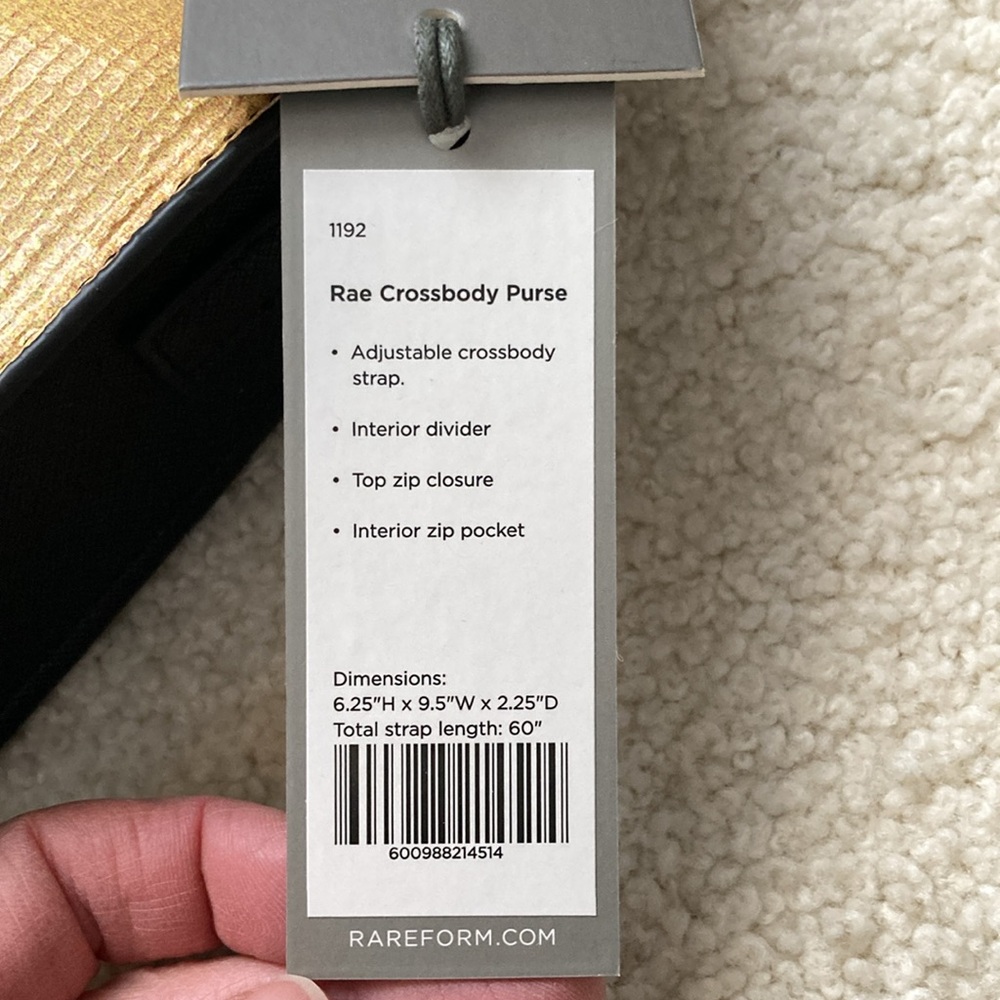 1192
Rae Crossbody Purse
• Adjustable crossbody
strap.
• Interior divider
• Top zip closure
• Interior zip pocket
Dimensions:
6.25"H x 9.5"W x 2.25"D
Total strap length: 60"
600988214514
RAREFORM.COM